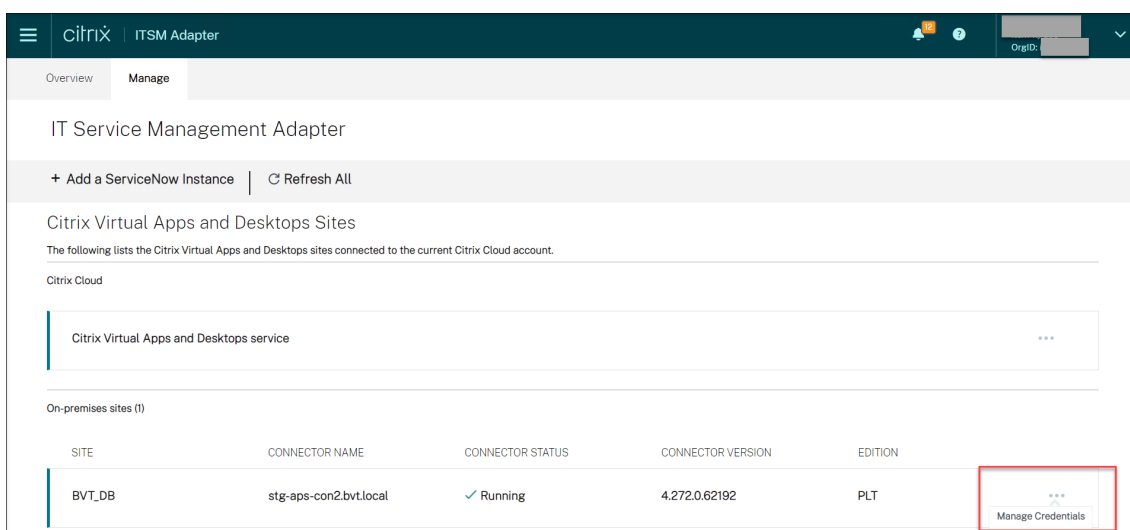 citrix | ITSM Adapter
12
?
OrgID:
Overview
Manage
IT Service Management Adapter
+ Add a ServiceNow Instance
Refresh All
Citrix Virtual Apps and Desktops Sites
The following lists the Citrix Virtual Apps and Desktops sites connected to the current Citrix Cloud account.
Citrix Cloud
Citrix Virtual Apps and Desktops service
On-premises sites (1)
SITE CONNECTOR NAME CONNECTOR STATUS CONNECTOR VERSION EDITION
BVT_DB stg-aps-con2.bvt.local Running 4.272.0.62192 PLT
Manage Credentials